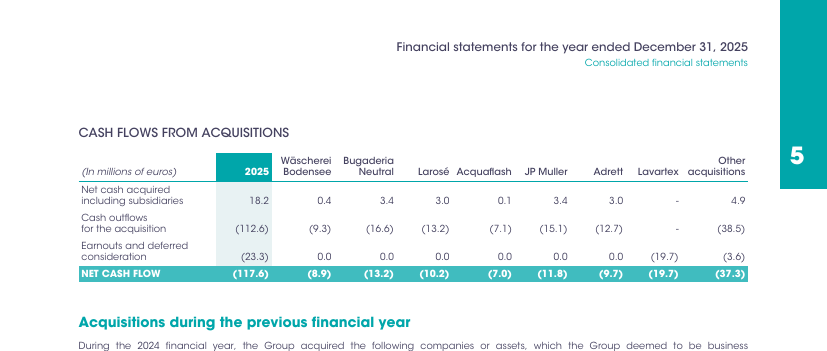 Financial statements for the year ended December 31, 2025
Consolidated financial statements
5
CASH FLOWS FROM ACQUISITIONS
(In millions of euros) 2025 Wäscherei Bodensee Bugaderia Neutral Larosé Acquaflash JP Muller Adrett Lavartex Other acquisitions
Net cash acquired
including subsidiaries 18.2 0.4 3.4 3.0 0.1 3.4 3.0 - 4.9
Cash outflows
for the acquisition (112.6) (9.3) (16.6) (13.2) (7.1) (15.1) (12.7) - (38.5)
Earnouts and deferred
consideration (23.3) 0.0 0.0 0.0 0.0 0.0 0.0 (19.7) (3.6)
NET CASH FLOW (117.6) (8.9) (13.2) (10.2) (7.0) (11.8) (9.7) (19.7) (37.3)
Acquisitions during the previous financial year
During the 2024 financial year, the Group acquired the following companies or assets, which the Group deemed to be business